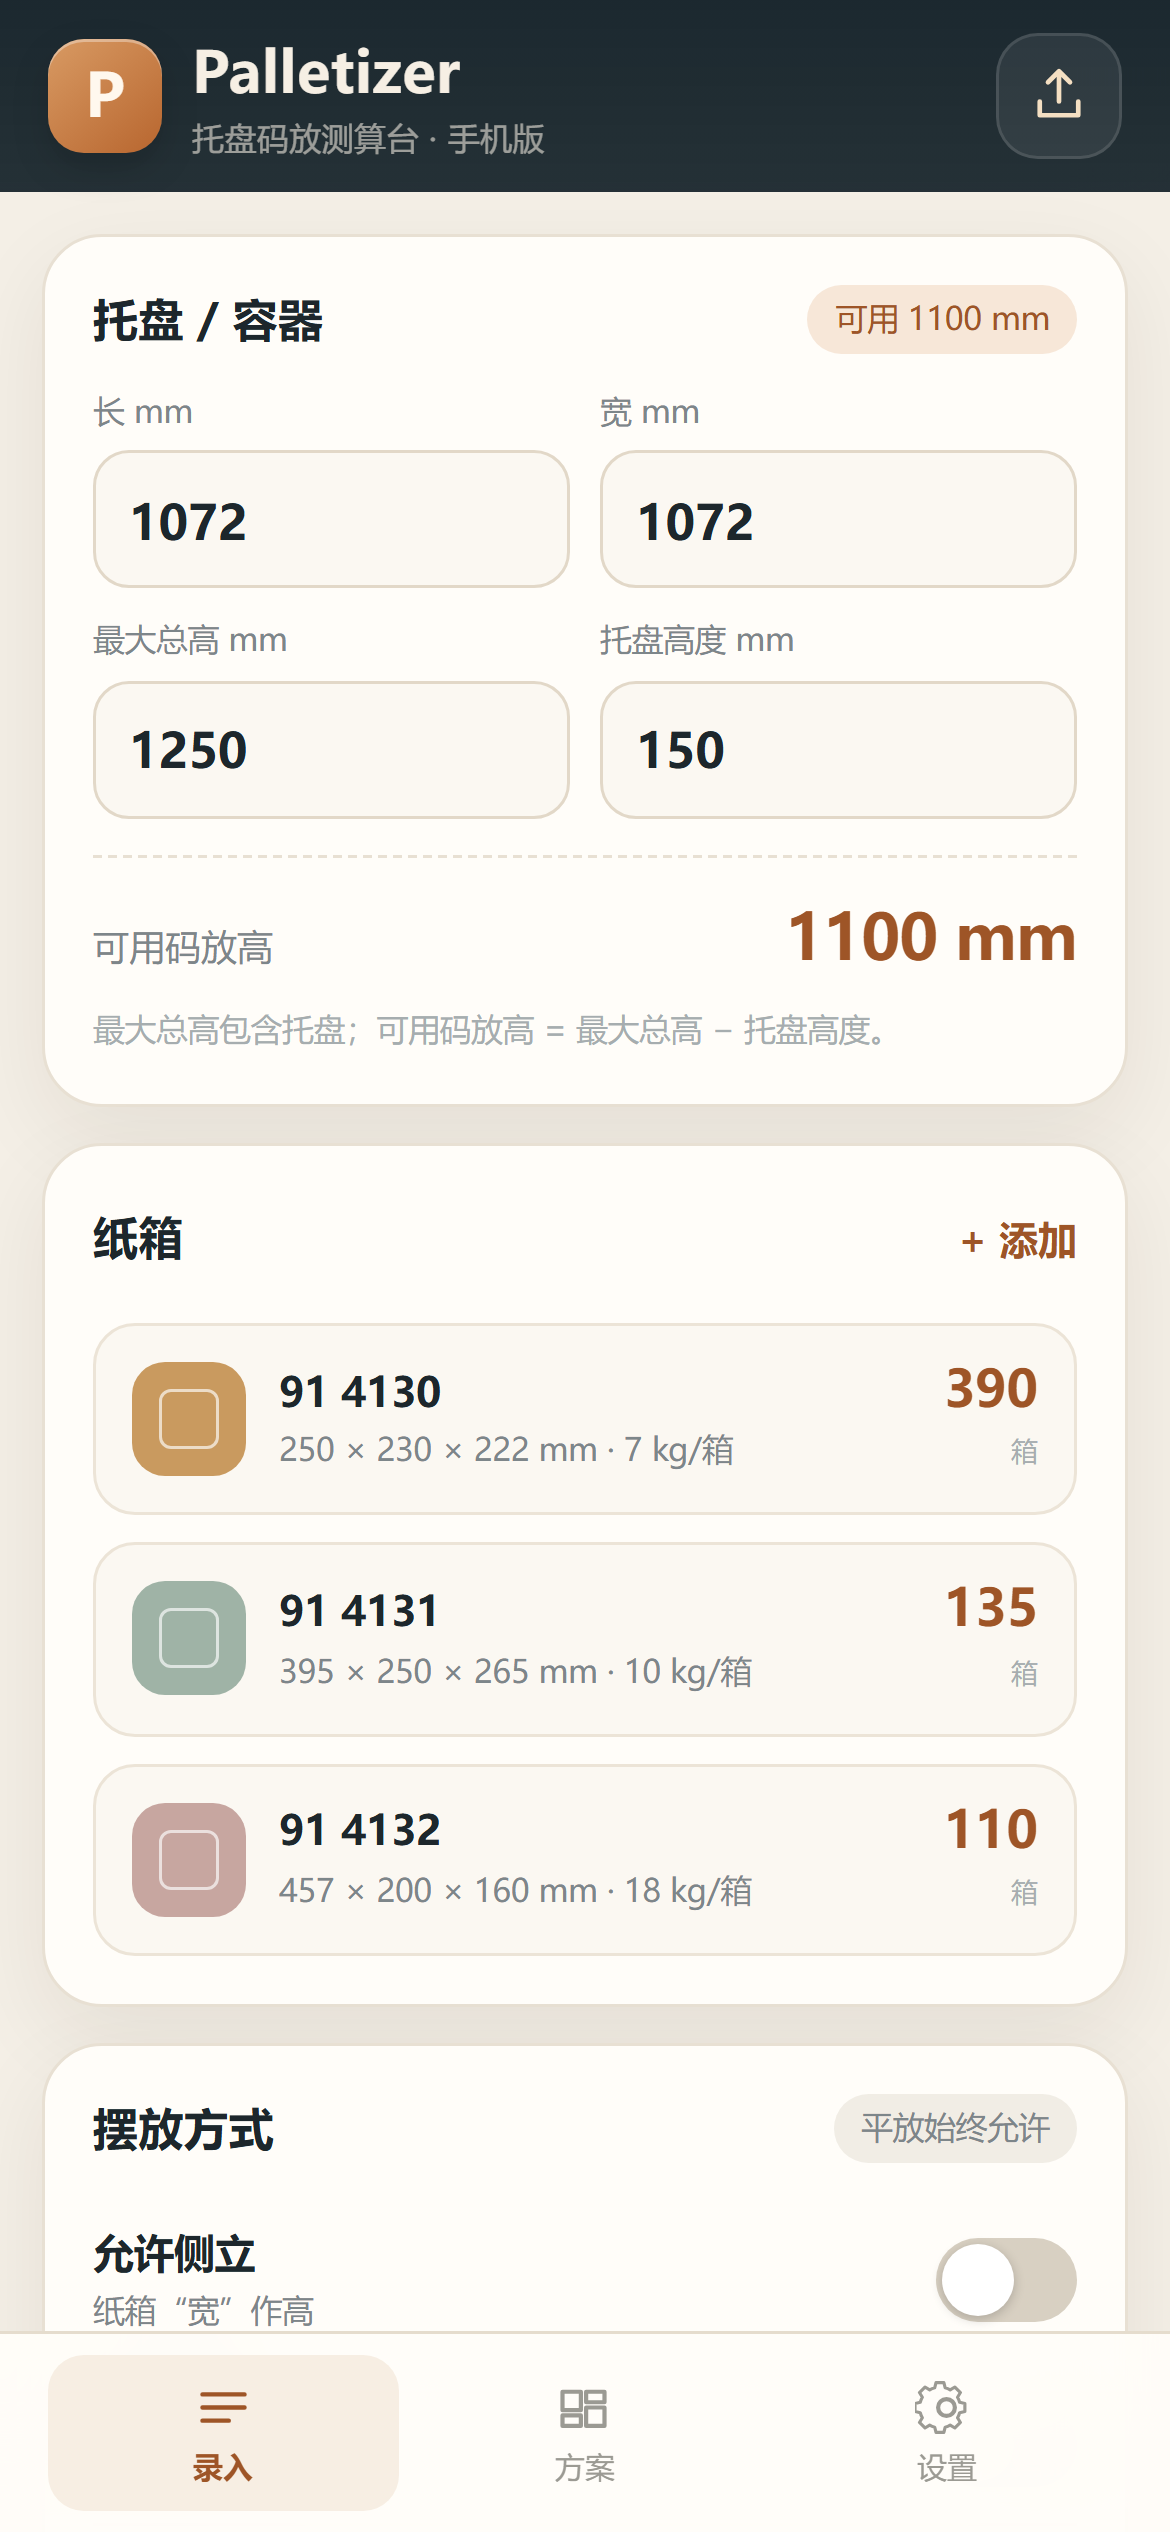 P
Palletizer
托盘码放测算台 · 手机版
托盘 / 容器
可用 1100 mm
长 mm
宽 mm
1072
1072
最大总高 mm
托盘高度 mm
1250
150
可用码放高
1100 mm
最大总高包含托盘；可用码放高 = 最大总高 − 托盘高度。
纸箱
+ 添加
91 4130
390
250 × 230 × 222 mm · 7 kg/箱
箱
91 4131
135
395 × 250 × 265 mm · 10 kg/箱
箱
91 4132
110
457 × 200 × 160 mm · 18 kg/箱
箱
摆放方式
平放始终允许
允许侧立
纸箱“宽”作高
录入
方案
设置